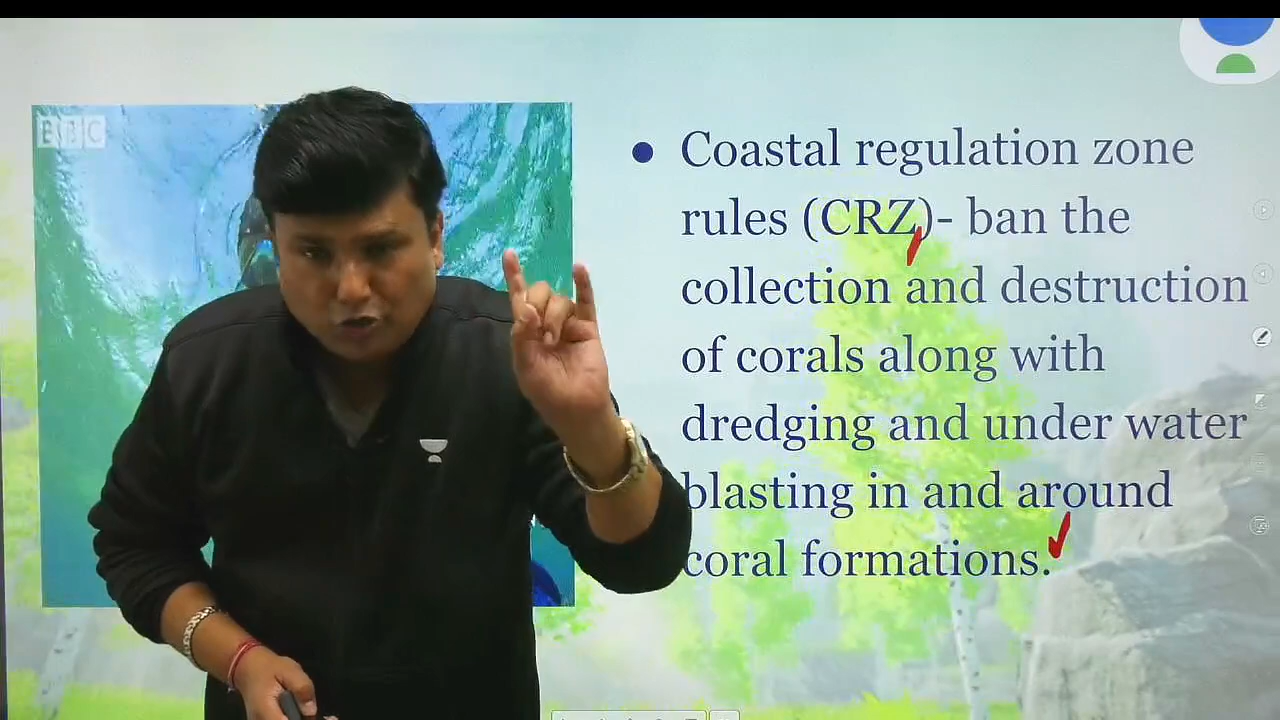 BBC
• Coastal regulation zone
rules (CRZ)- ban the
collection and destruction
of corals along with
dredging and under water
blasting in and around
coral formations.